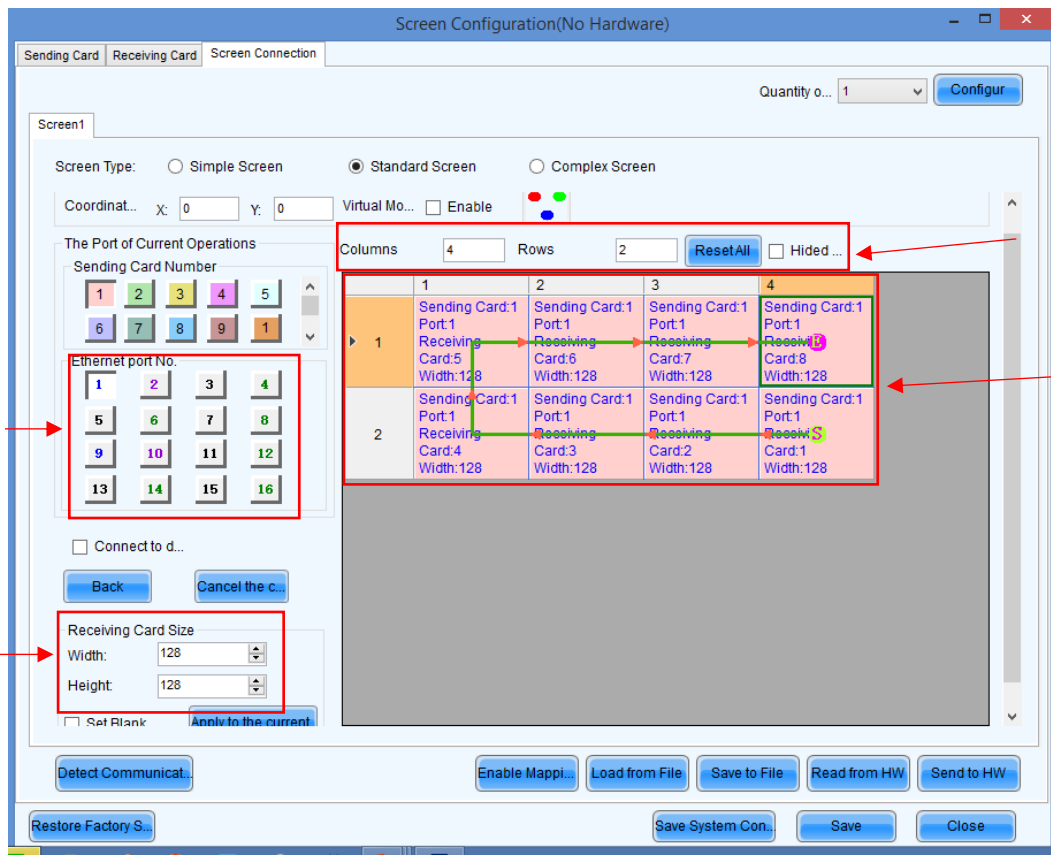 Screen Configuration(No Hardware)
Sending Card Receiving Card Screen Connection
Quantity o... 1 Configur
Screen1
Screen Type: Simple Screen Standard Screen Complex Screen
Coordinat... X: 0 Y: 0 Virtual Mo... Enable
The Port of Current Operations
Columns 4 Rows 2 Reset All Hided ...
Sending Card Number
1 2 3 4 5
6 7 8 9 1
Ethernet port No.
1 2 3 4
5 6 7 8
9 10 11 12
13 14 15 16
1 2 3 4
1
Sending Card:1 Sending Card:1 Sending Card:1 Sending Card:1
Port:1 Port:1 Port:1 Port:1
Receiving Receiving Receiving Receivi E
Card:5 Card:6 Card:7 Card:8
Width:128 Width:128 Width:128 Width:128
2
Sending Card:1 Sending Card:1 Sending Card:1 Sending Card:1
Port:1 Port:1 Port:1 Port:1
Receiving Receiving Receiving Receivi S
Card:4 Card:3 Card:2 Card:1
Width:128 Width:128 Width:128 Width:128
Connect to d...
Back Cancel the c...
Receiving Card Size
Width: 128
Height: 128
Set Blank Apply to the current
Detect Communicat... Enable Mappi... Load from File Save to File Read from HW Send to HW
Restore Factory S... Save System Con... Save Close